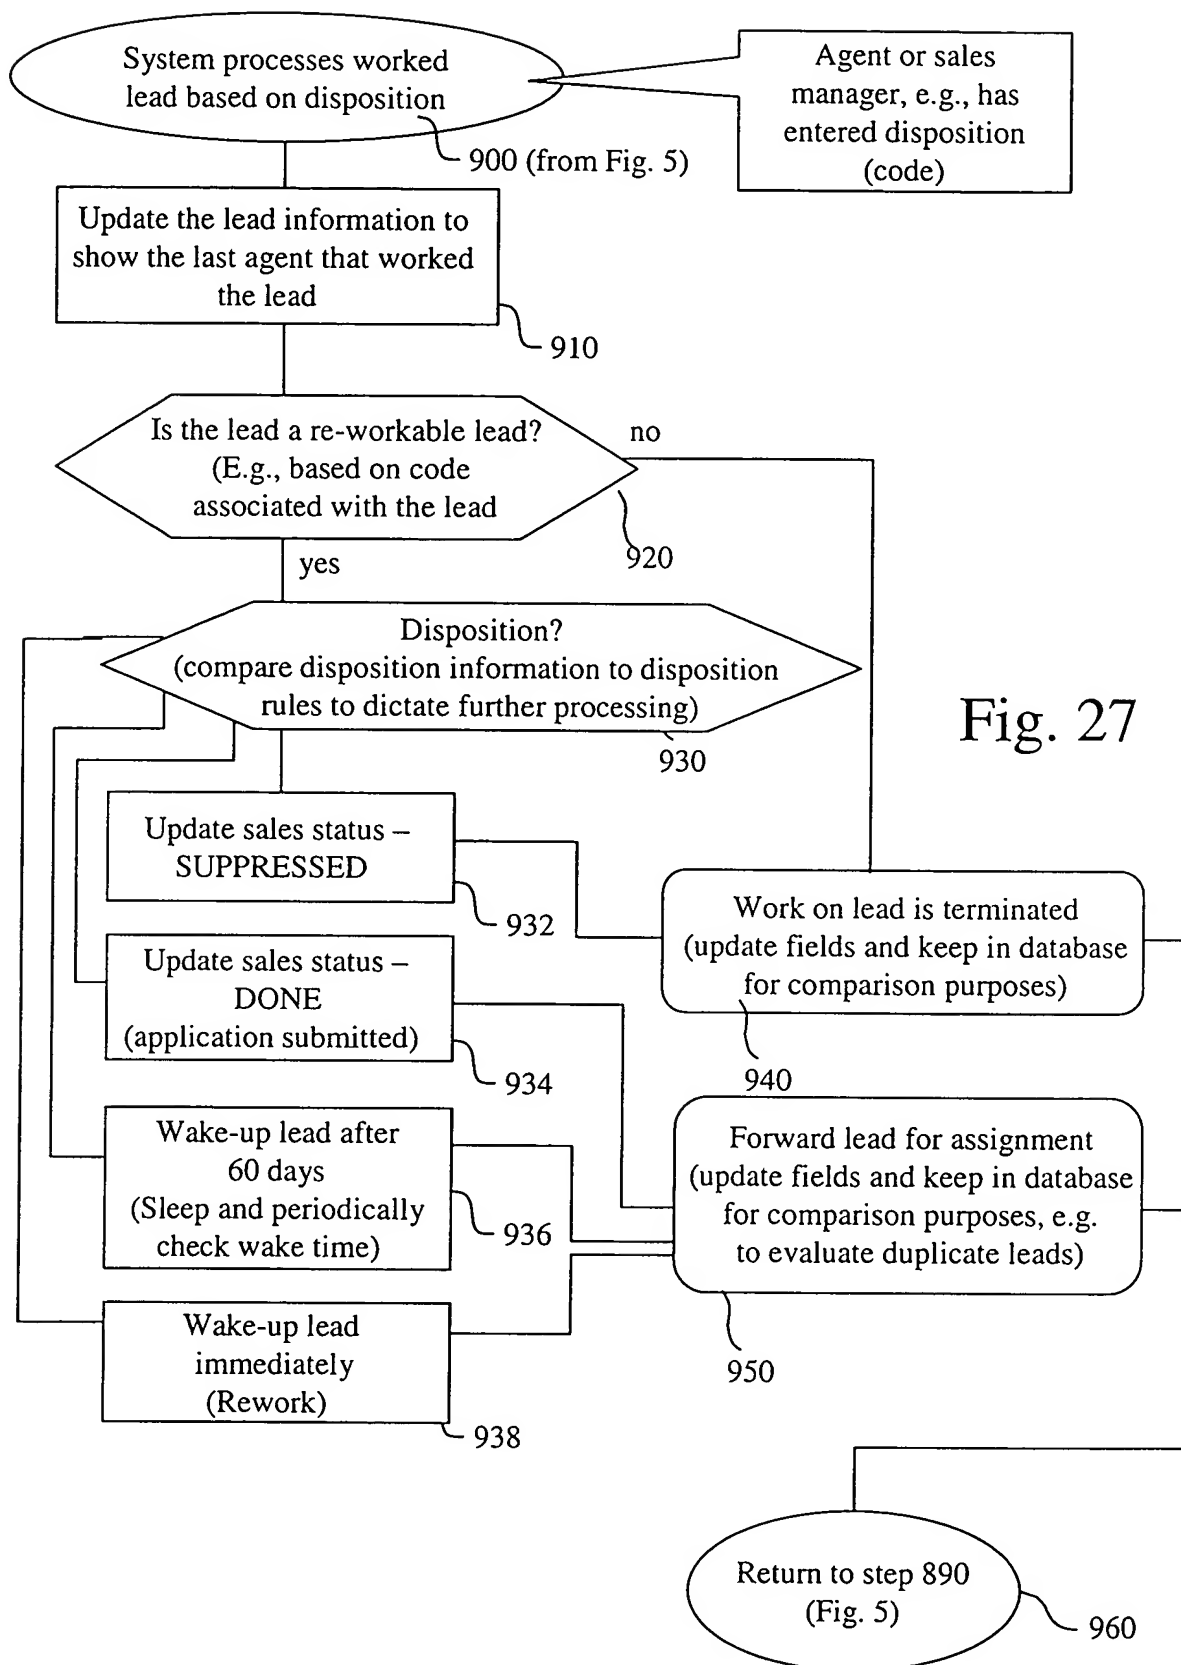 System processes worked
lead based on disposition
900 (from Fig. 5)
Agent or sales
manager, e.g., has
entered disposition
(code)
Update the lead information to
show the last agent that worked
the lead
910
Is the lead a re-workable lead?
(E.g., based on code
associated with the lead
no
920
yes
Disposition?
(compare disposition information to disposition
rules to dictate further processing)
930
Fig. 27
Update sales status –
SUPPRESSED
932
Work on lead is terminated
(update fields and keep in database
for comparison purposes)
940
Update sales status –
DONE
(application submitted)
934
Wake-up lead after
60 days
(Sleep and periodically
check wake time)
936
Forward lead for assignment
(update fields and keep in database
for comparison purposes, e.g.
to evaluate duplicate leads)
950
Wake-up lead
immediately
(Rework)
938
Return to step 890
(Fig. 5)
960